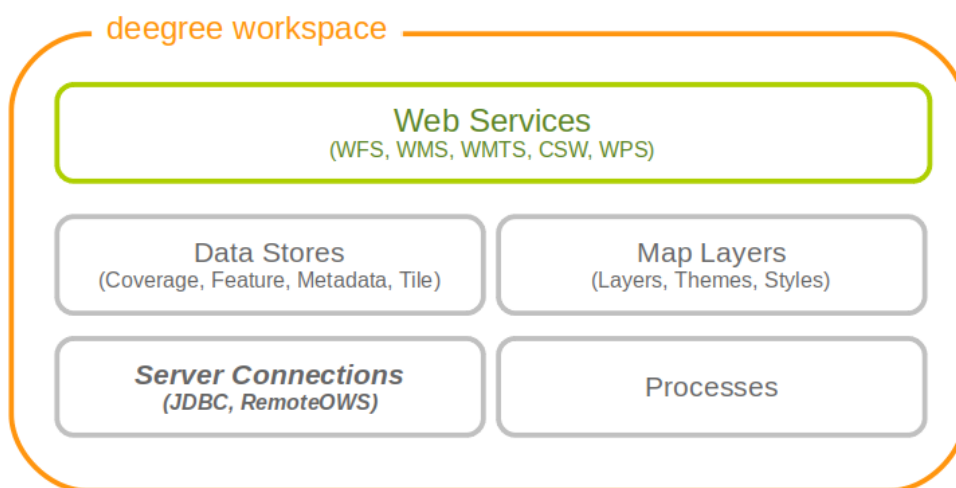 deegree workspace
Web Services
(WFS, WMS, WMTS, CSW, WPS)
Data Stores
(Coverage, Feature, Metadata, Tile)
Map Layers
(Layers, Themes, Styles)
Server Connections
(JDBC, RemoteOWS)
Processes